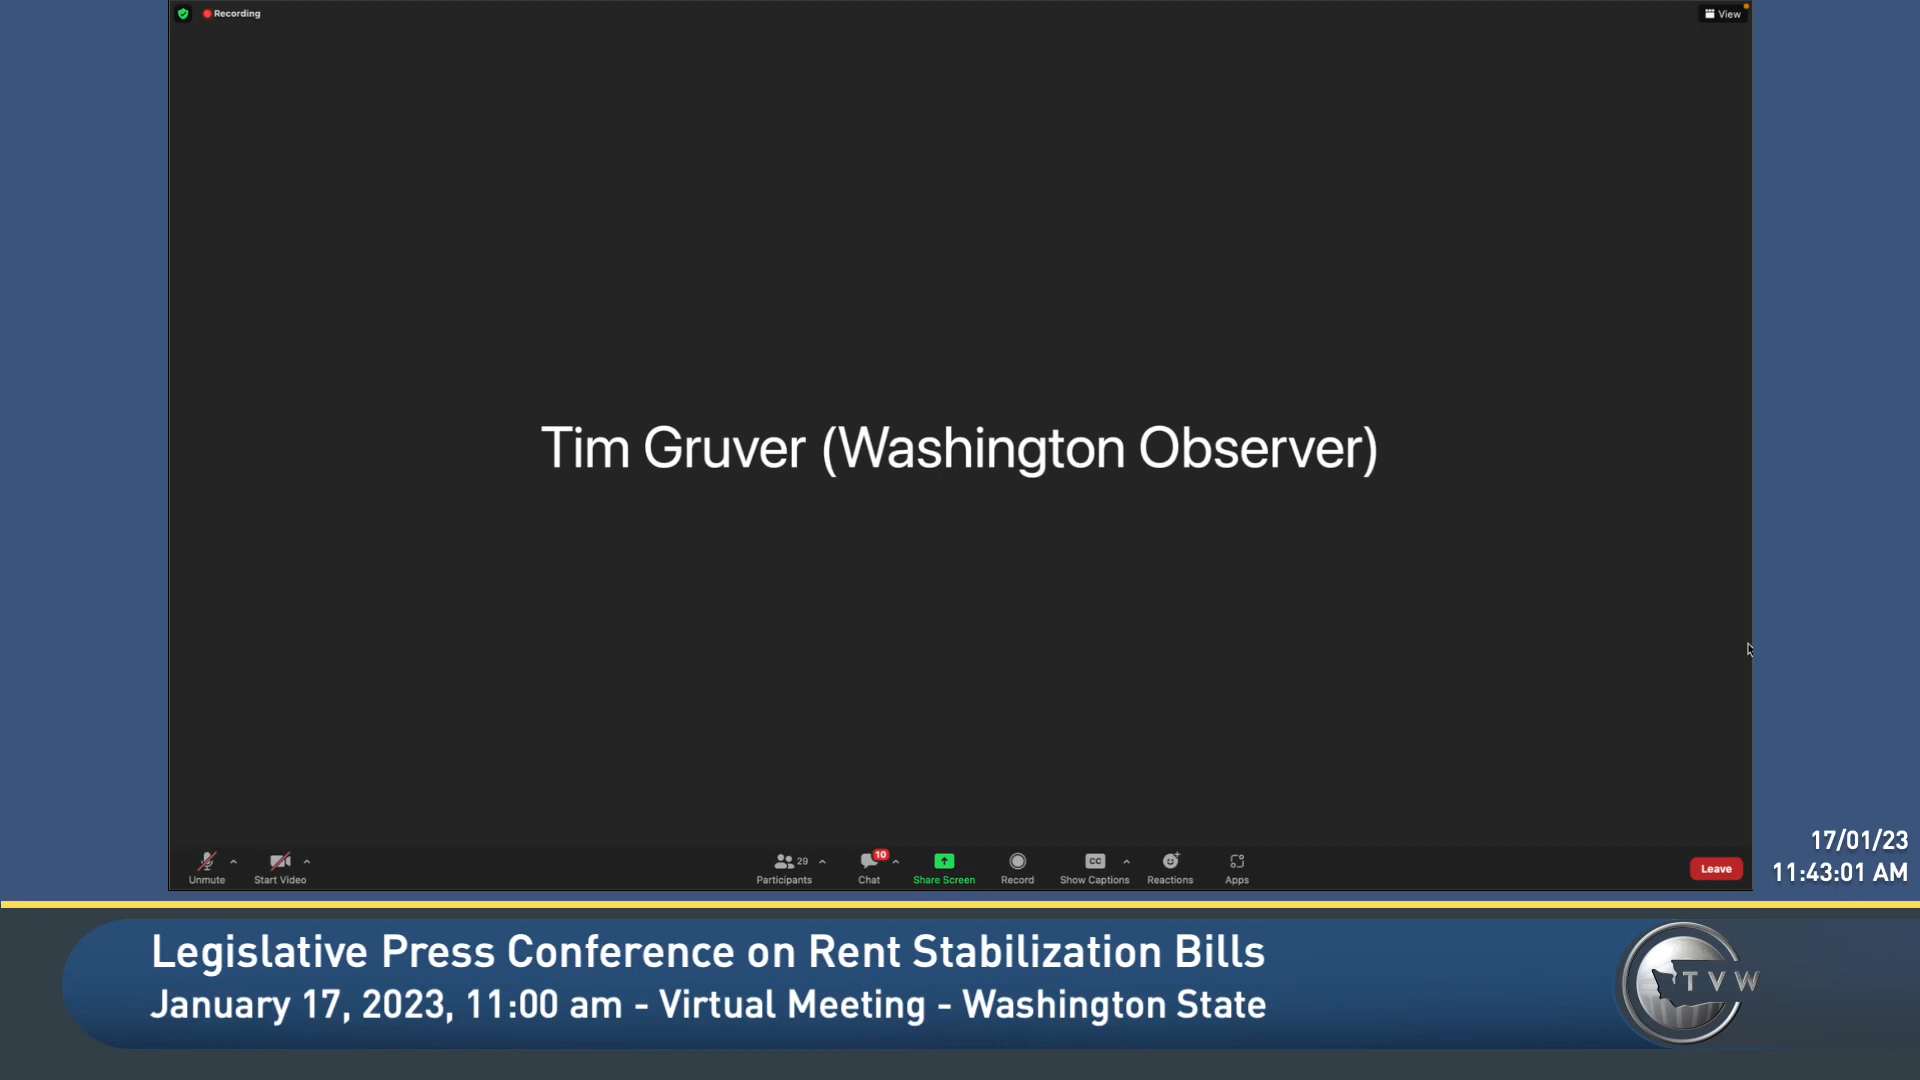 Recording
View
Tim Gruver (Washington Observer)
17/01/23
11:43:01 AM
Unmute
Start Video
29
Participants
10
Chat
Share Screen
Record
CC
Show Captions
Reactions
Apps
Leave
Legislative Press Conference on Rent Stabilization Bills
January 17, 2023, 11:00 am - Virtual Meeting - Washington State
TVW